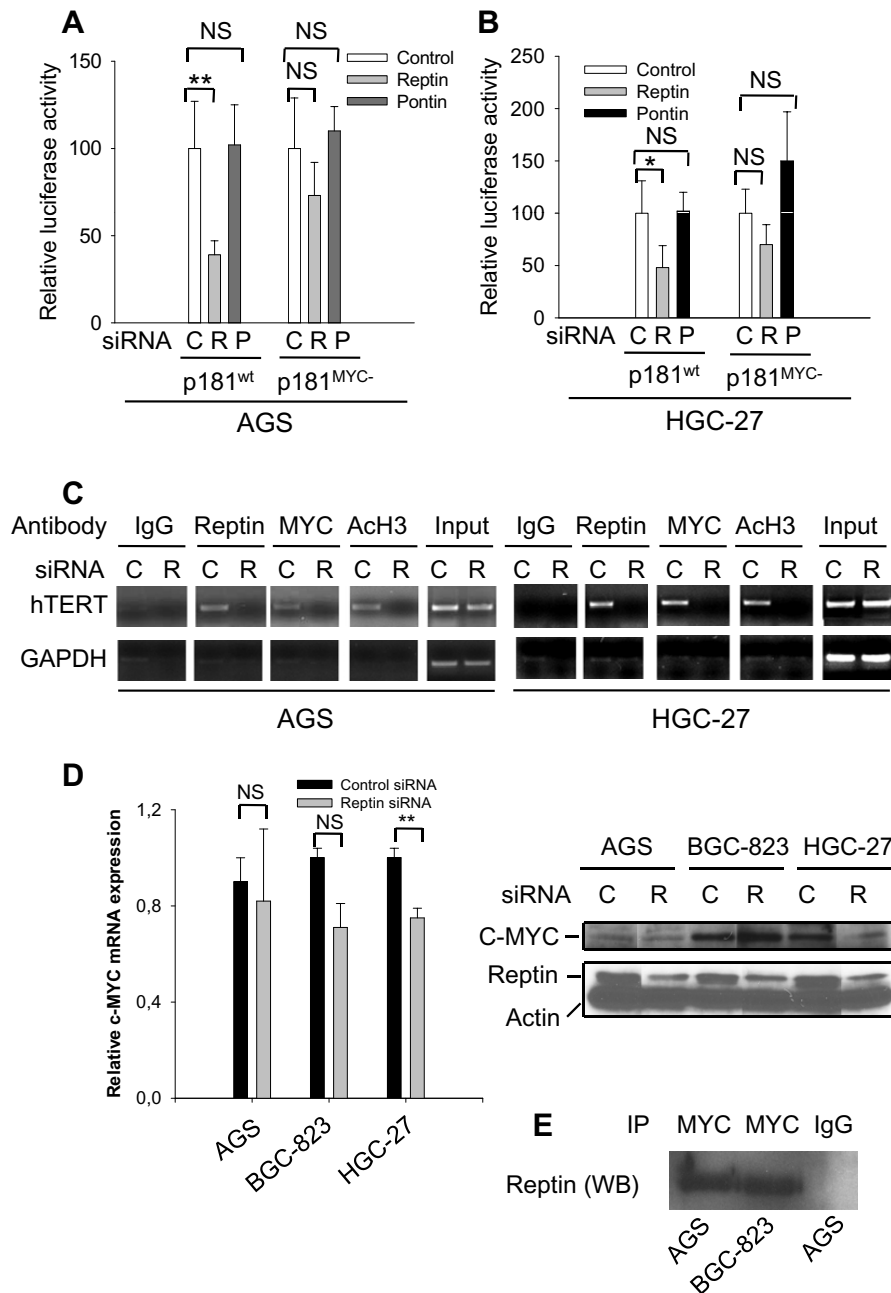 A
NS
NS
**
NS
Control
Reptin
Pontin
Relative luciferase activity
150
100
50
0
siRNA C R P C R P
p181wt p181MYC-
AGS
B
NS
Control
Reptin
Pontin
NS
*
NS
Relative luciferase activity
250
200
150
100
50
0
siRNA C R P C R P
p181wt p181MYC-
HGC-27
C
Antibody IgG Reptin MYC AcH3 Input IgG Reptin MYC AcH3 Input
siRNA C R C R C R C R C R C R C R C R C R C R
hTERT
GAPDH
AGS HGC-27
D
Control siRNA
Reptin siRNA
NS
NS
**
Relative c-MYC mRNA expression
1,2
0,8
0,4
0,0
AGS
BGC-823
HGC-27
AGS BGC-823 HGC-27
siRNA C R C R C R
C-MYC
Reptin
Actin
E
IP MYC MYC IgG
Reptin (WB)
AGS
BGC-823
AGS